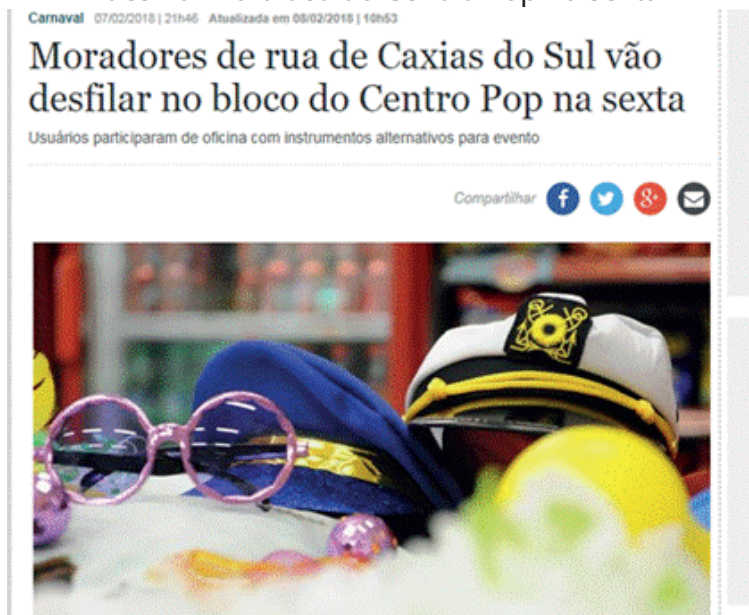 Carnaval 07/02/2018 | 21h46 Atualizada em 08/02/2018 | 10h53
Moradores de rua de Caxias do Sul vão
desfilar no bloco do Centro Pop na sexta
Usuários participaram de oficina com instrumentos alternativos para evento
Compartilhar